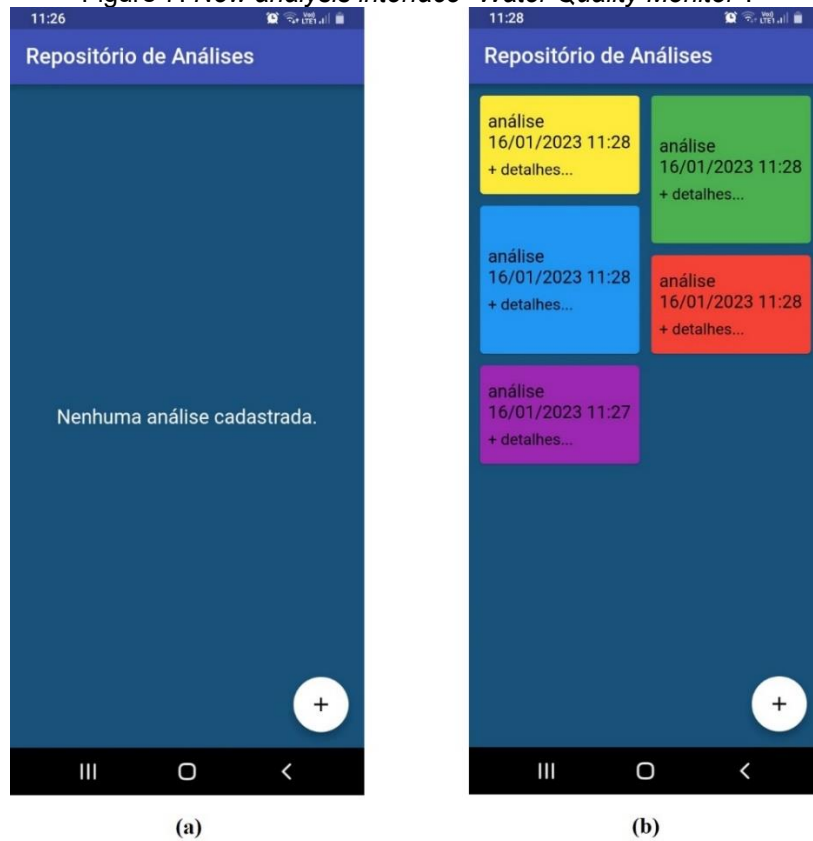 New analysis interface "Water Quality Monitor".
11:26
Repositório de Análises
Nenhuma análise cadastrada.
+
(a)
11:28
Repositório de Análises
análise
16/01/2023 11:28
+ detalhes...
análise
16/01/2023 11:28
+ detalhes...
análise
16/01/2023 11:28
+ detalhes...
análise
16/01/2023 11:28
+ detalhes...
análise
16/01/2023 11:27
+ detalhes...
+
(b)